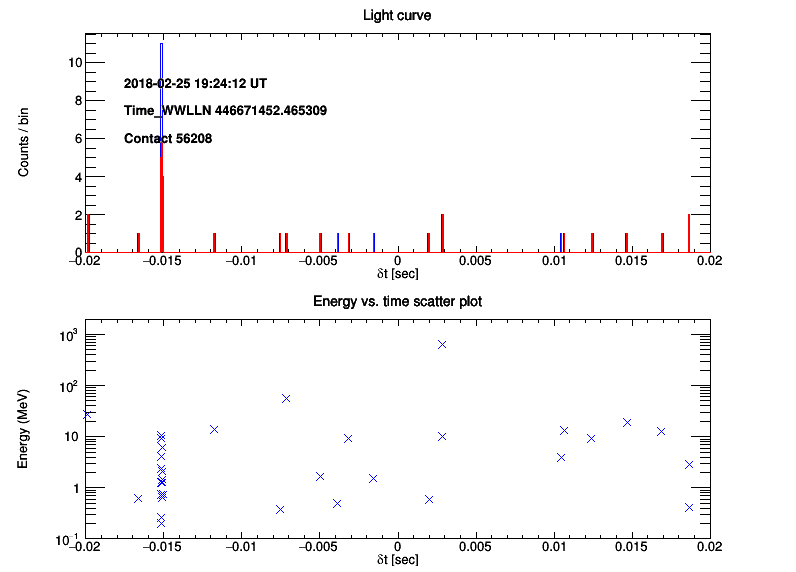 Light curve
Counts / bin
10
8
6
4
2
0
2018-02-25 19:24:12 UT
Time_WWLLN 446671452.465309
Contact 56208
−0.02 −0.015 −0.01 −0.005 0 0.005 0.01 0.015 0.02
δt [sec]
Energy vs. time scatter plot
Energy (MeV)
10³
10²
10
1
10⁻¹
−0.02 −0.015 −0.01 −0.005 0 0.005 0.01 0.015 0.02
δt [sec]